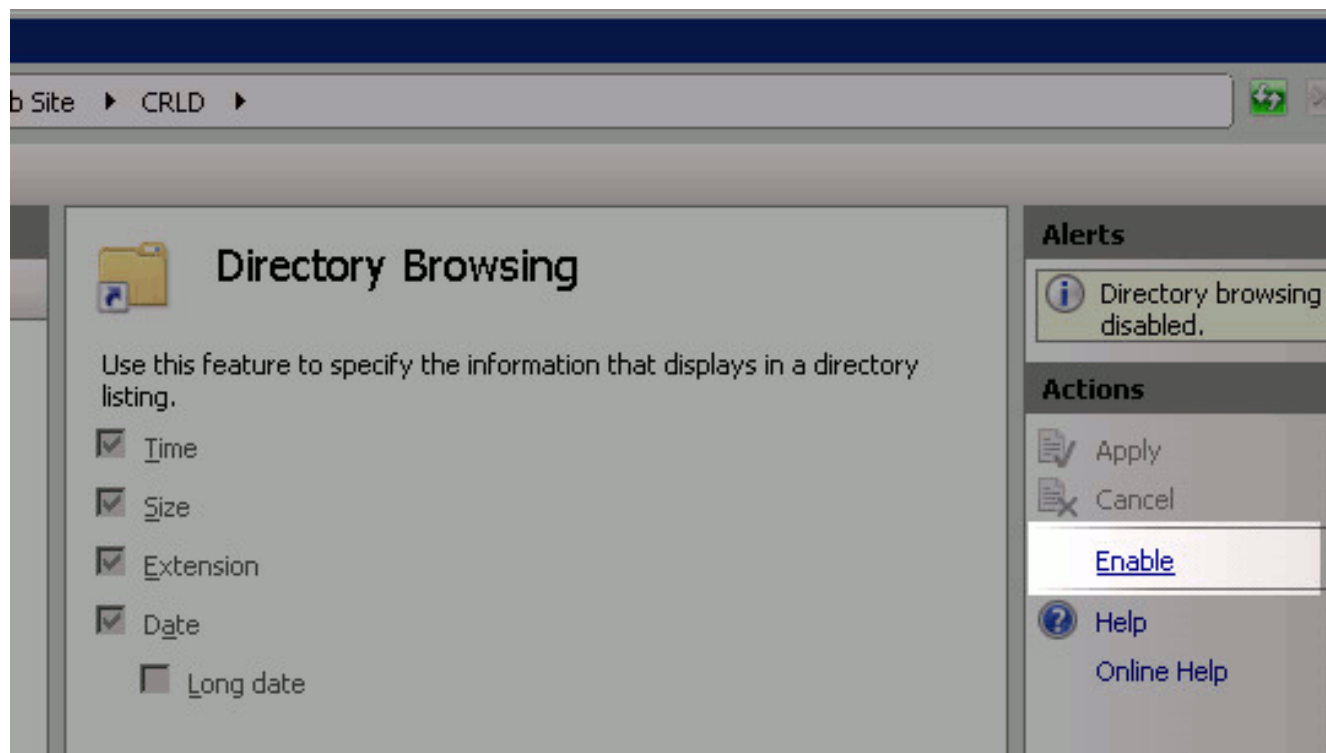 b Site ▸ CRLD ▸
Directory Browsing
Use this feature to specify the information that displays in a directory
listing.
Time
Size
Extension
Date
Long date
Alerts
Directory browsing
disabled.
Actions
Apply
Cancel
Enable
Help
Online Help